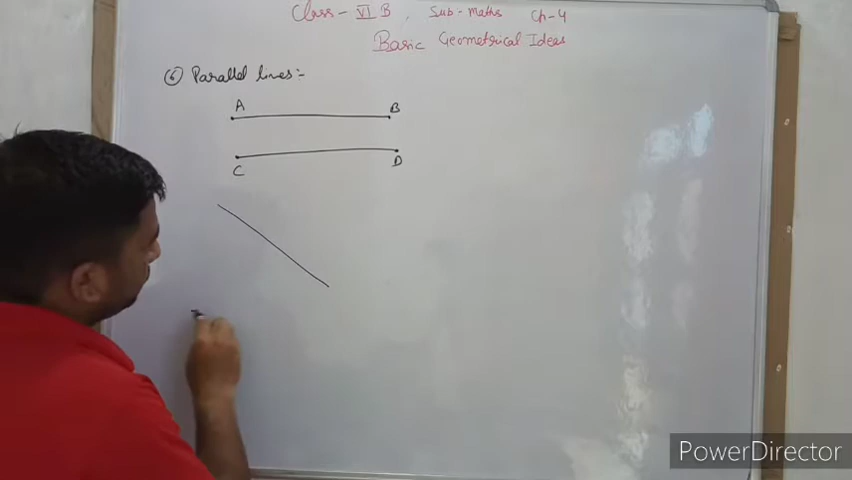 Class - VI B , Sub - Maths Ch - 4
Basic Geometrical Ideas
⑥ Parallel lines:-
A B
C D
PowerDirector